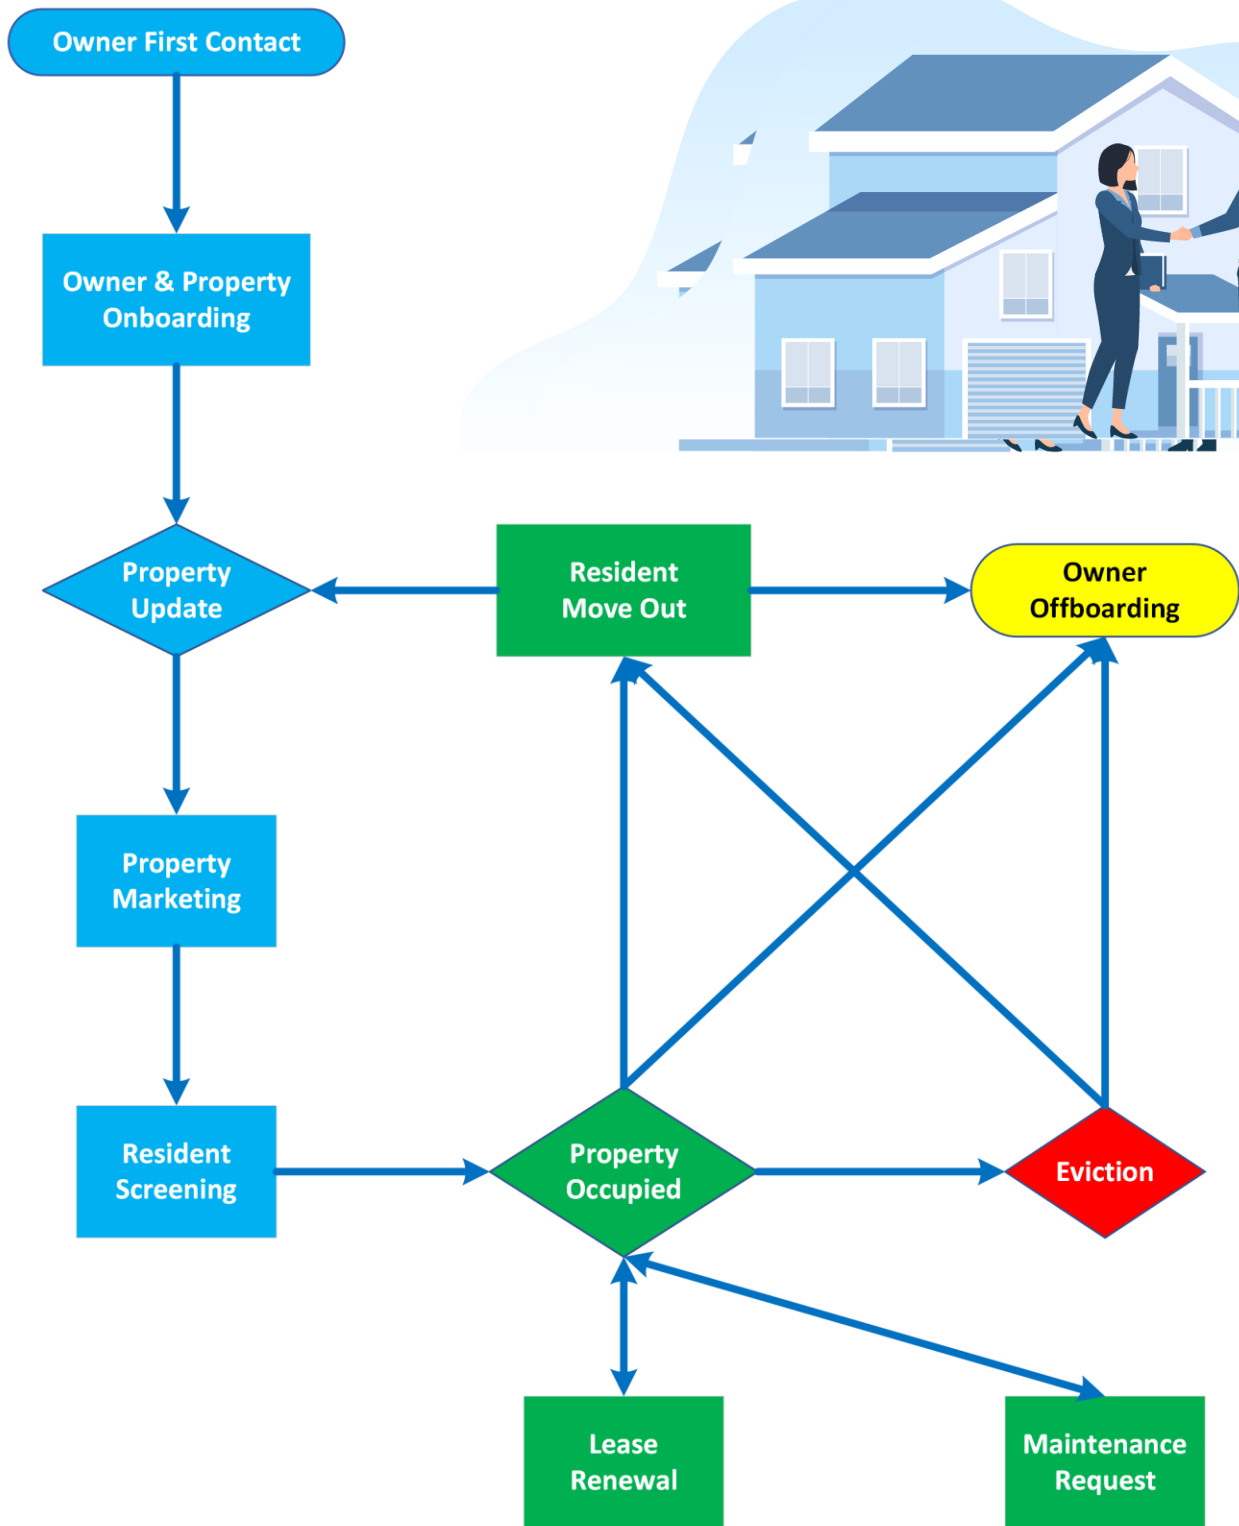 Owner First Contact
Owner & Property
Onboarding
Property
Update
Resident
Move Out
Owner
Offboarding
Property
Marketing
Resident
Screening
Property
Occupied
Eviction
Lease
Renewal
Maintenance
Request